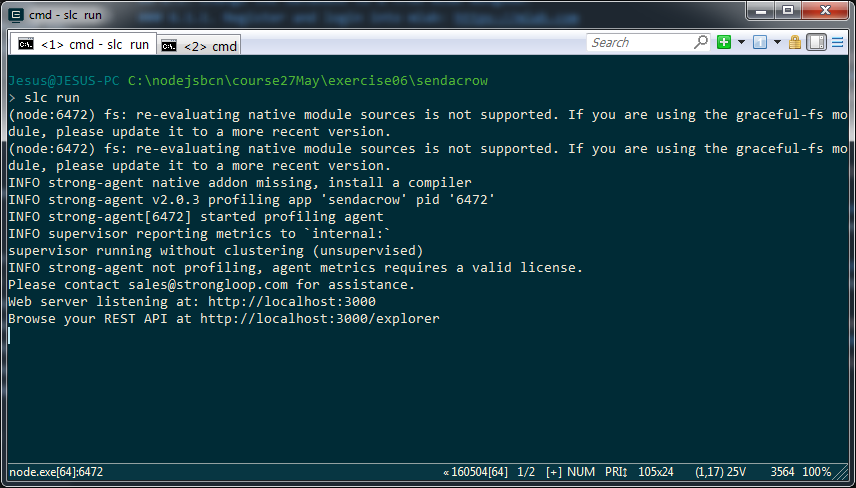 cmd - slc run
<1> cmd - slc run
<2> cmd
Search
Jesus@JESUS-PC C:\nodejsbcn\course27May\exercise06\sendacrow
> slc run
(node:6472) fs: re-evaluating native module sources is not supported. If you are using the graceful-fs mo
dule, please update it to a more recent version.
(node:6472) fs: re-evaluating native module sources is not supported. If you are using the graceful-fs mo
dule, please update it to a more recent version.
INFO strong-agent native addon missing, install a compiler
INFO strong-agent v2.0.3 profiling app 'sendacrow' pid '6472'
INFO strong-agent[6472] started profiling agent
INFO supervisor reporting metrics to `internal:`
supervisor running without clustering (unsupervised)
INFO strong-agent not profiling, agent metrics requires a valid license.
Please contact sales@strongloop.com for assistance.
Web server listening at: http://localhost:3000
Browse your REST API at http://localhost:3000/explorer
node.exe[64]:6472 « 160504[64] 1/2 [+] NUM PRI↕ 105x24 (1,17) 25V 3564 100%